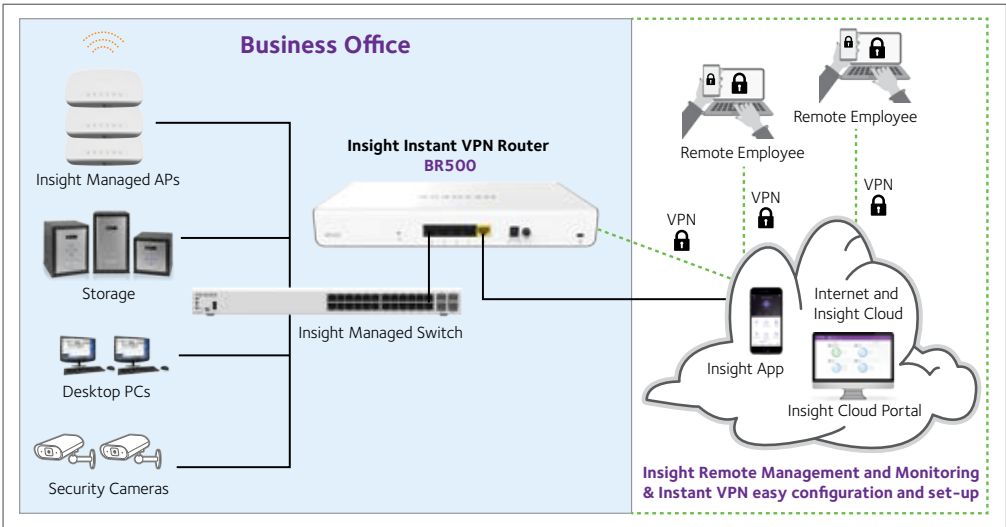 Business Office
Insight Managed APs
Storage
Desktop PCs
Security Cameras
Insight Instant VPN Router
BR500
Insight Managed Switch
Remote Employee
Remote Employee
VPN
VPN
VPN
Internet and
Insight Cloud
Insight App
Insight Cloud Portal
Insight Remote Management and Monitoring
& Instant VPN easy configuration and set-up